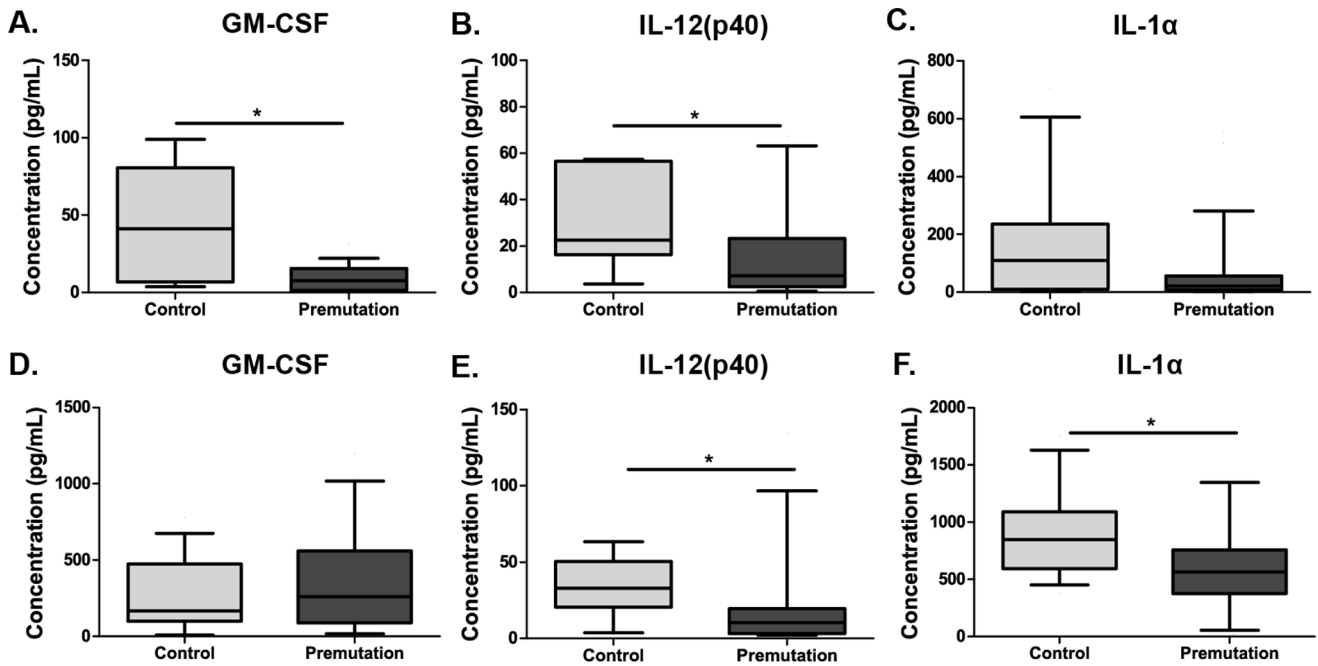 A.
GM-CSF
Concentration (pg/mL)
150
100
50
0
*
Control
Premutation
B.
IL-12(p40)
Concentration (pg/mL)
100
80
60
40
20
0
*
Control
Premutation
C.
IL-1α
Concentration (pg/mL)
800
600
400
200
0
Control
Premutation
D.
GM-CSF
Concentration (pg/mL)
1500
1000
500
0
Control
Premutation
E.
IL-12(p40)
Concentration (pg/mL)
150
100
50
0
*
Control
Premutation
F.
IL-1α
Concentration (pg/mL)
2000
1500
1000
500
0
*
Control
Premutation